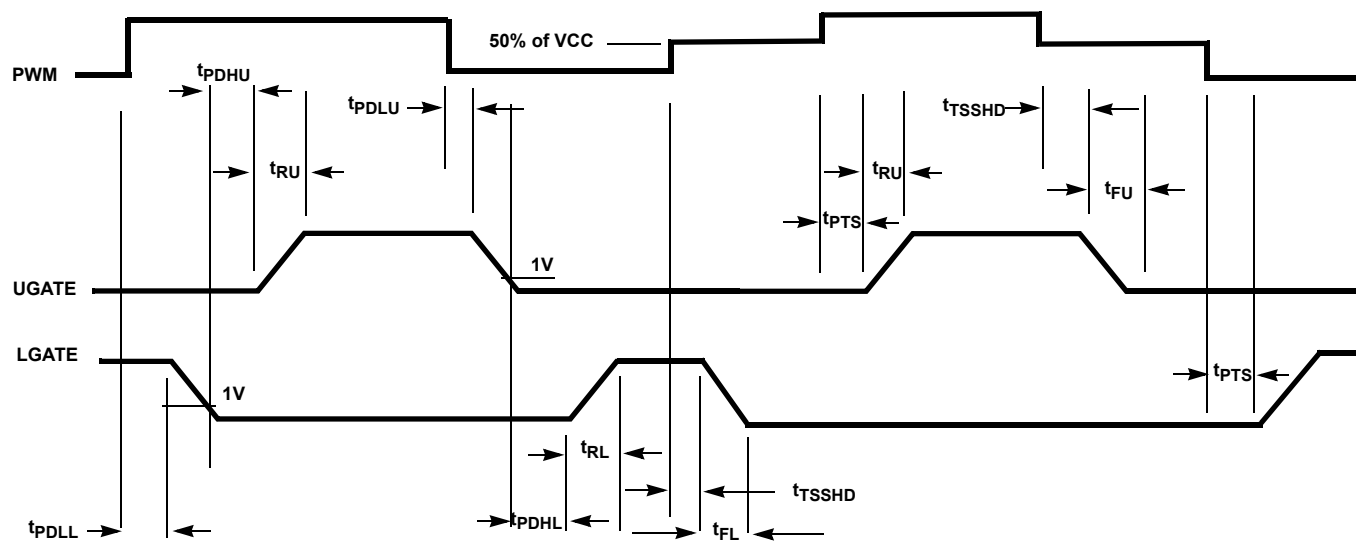 50% of VCC
PWM
tPDHU
tPDLU
tTSSHD
tRU
tRU
tFU
tPTS
1V
UGATE
LGATE
tPTS
1V
tRL
tTSSHD
tPDLL
tPDHL
tFL